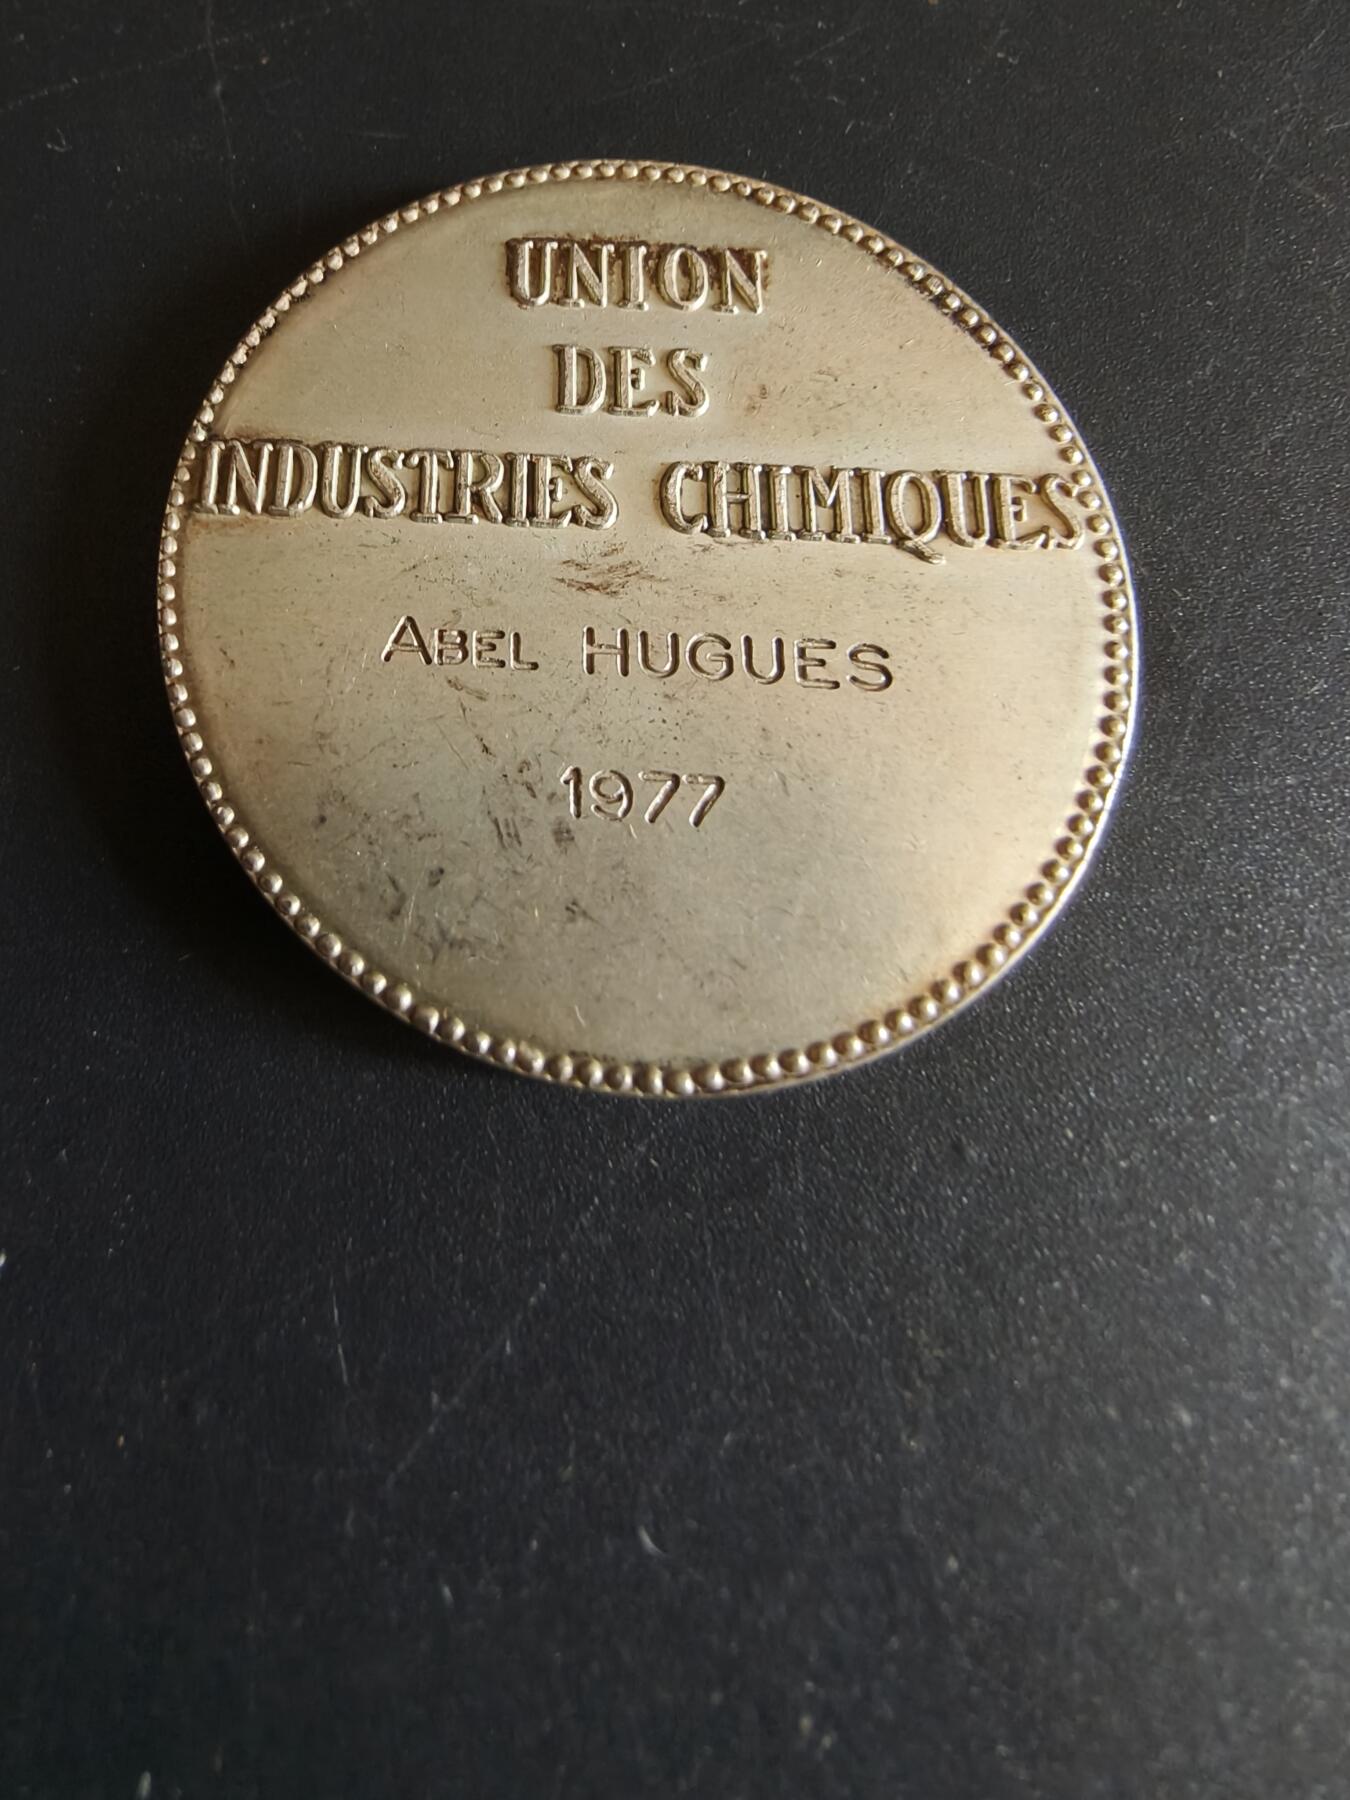 UNION
DES
INDUSTRIES CHIMIQUES
ABEL HUGUES
1977